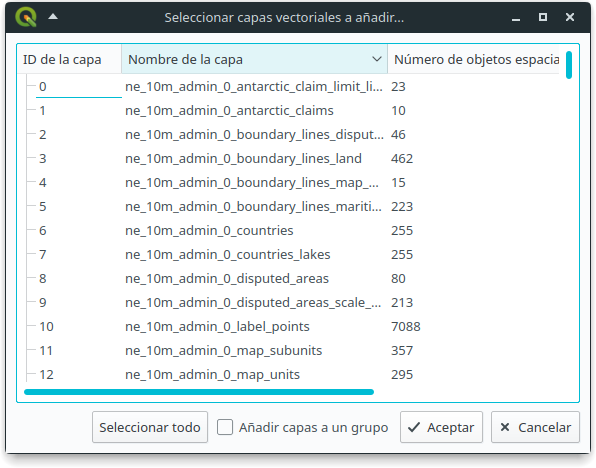 Seleccionar capas vectoriales a añadir...
ID de la capa Nombre de la capa Número de objetos espacia
0 ne_10m_admin_0_antarctic_claim_limit_li...  23
1 ne_10m_admin_0_antarctic_claims 10
2 ne_10m_admin_0_boundary_lines_disput... 46
3 ne_10m_admin_0_boundary_lines_land 462
4 ne_10m_admin_0_boundary_lines_map_... 15
5 ne_10m_admin_0_boundary_lines_mariti... 223
6 ne_10m_admin_0_countries 255
7 ne_10m_admin_0_countries_lakes 255
8 ne_10m_admin_0_disputed_areas 80
9 ne_10m_admin_0_disputed_areas_scale_... 213
10 ne_10m_admin_0_label_points 7088
11 ne_10m_admin_0_map_subunits 357
12 ne_10m_admin_0_map_units 295
Seleccionar todo Añadir capas a un grupo Aceptar Cancelar